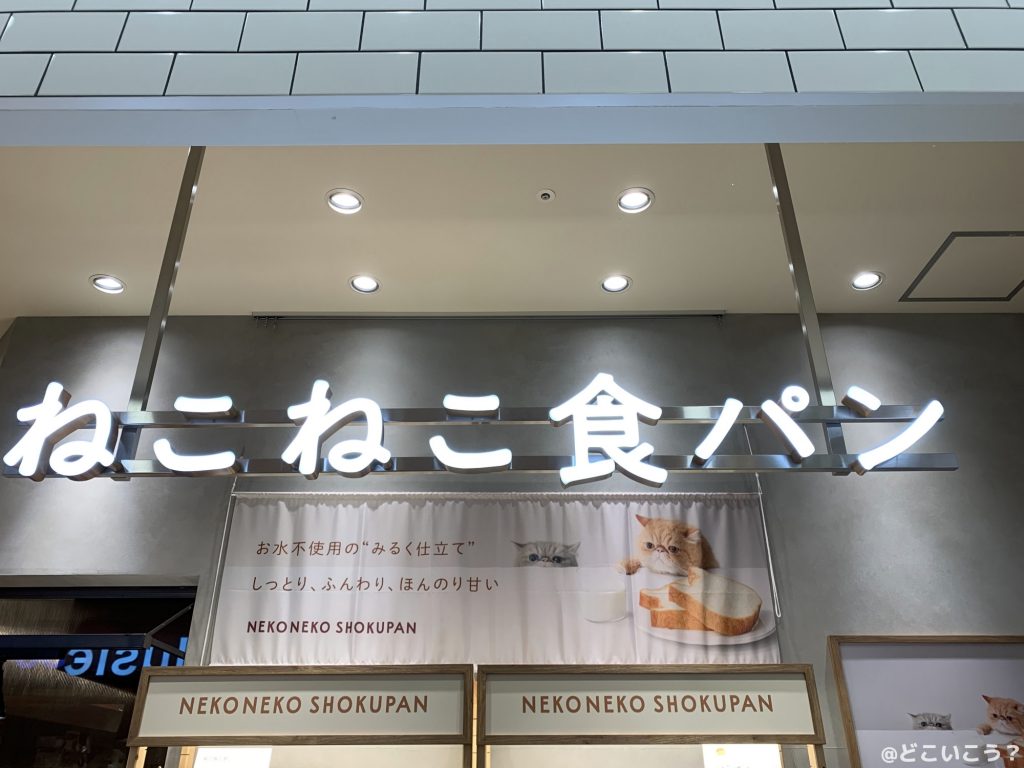 ねこねこ食パン
お水不使用の“みるく仕立て”
しっとり、ふんわり、ほんのり甘い
NEKONEKO SHOKUPAN
NEKONEKO SHOKUPAN
NEKONEKO SHOKUPAN
@どこいこう？